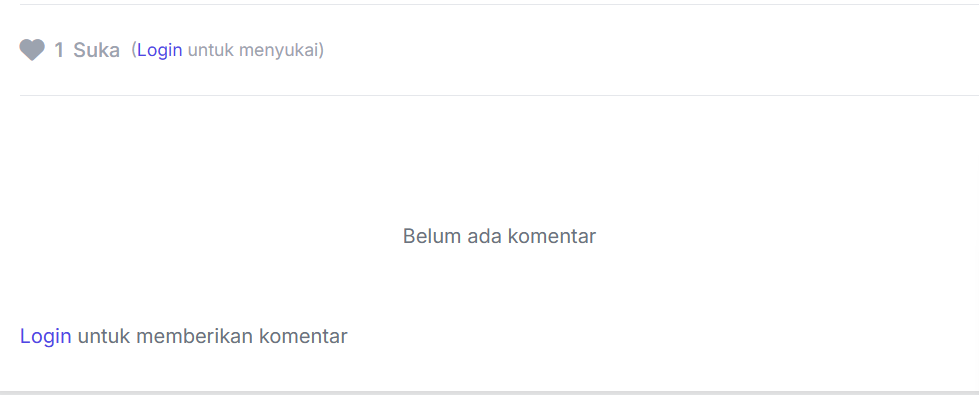 1 Suka (Login untuk menyukai)
Belum ada komentar
Login untuk memberikan komentar